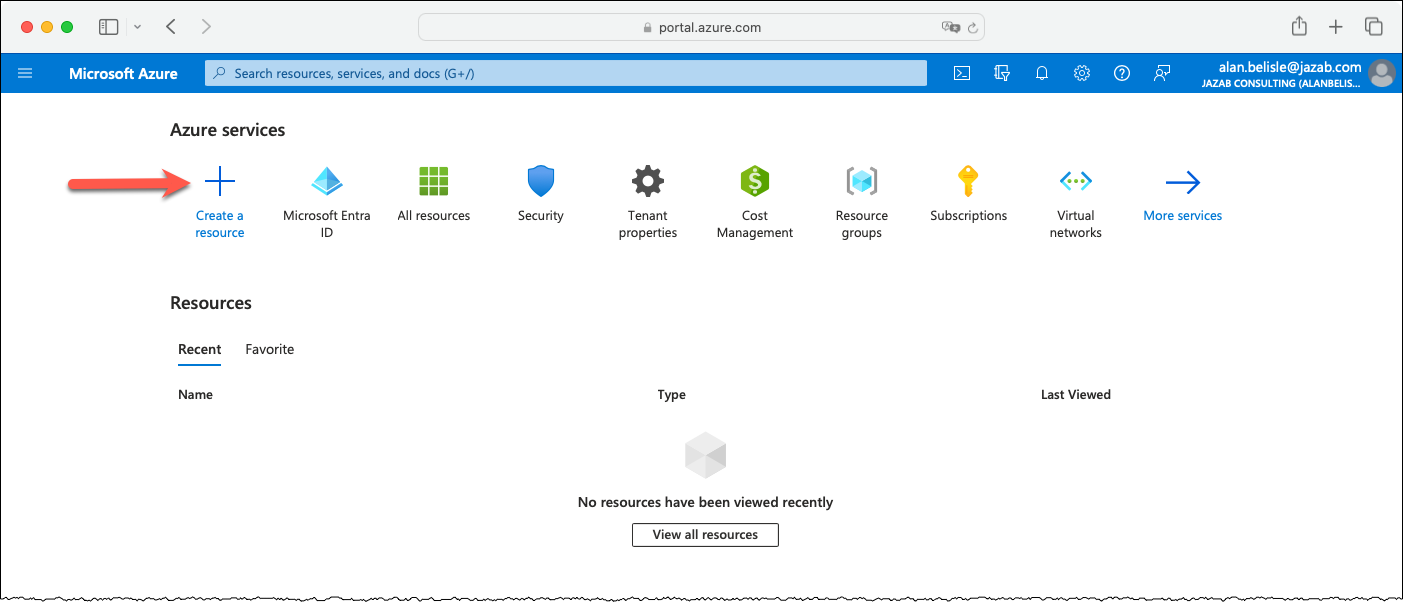 portal.azure.com
Microsoft Azure
Search resources, services, and docs (G+/)
alan.belisle@jazab.com
JAZAB CONSULTING (ALANBELIS...
Azure services
Create a
resource
Microsoft Entra
ID
All resources
Security
Tenant
properties
Cost
Management
Resource
groups
Subscriptions
Virtual
networks
More services
Resources
Recent
Favorite
Name
Type
Last Viewed
No resources have been viewed recently
View all resources